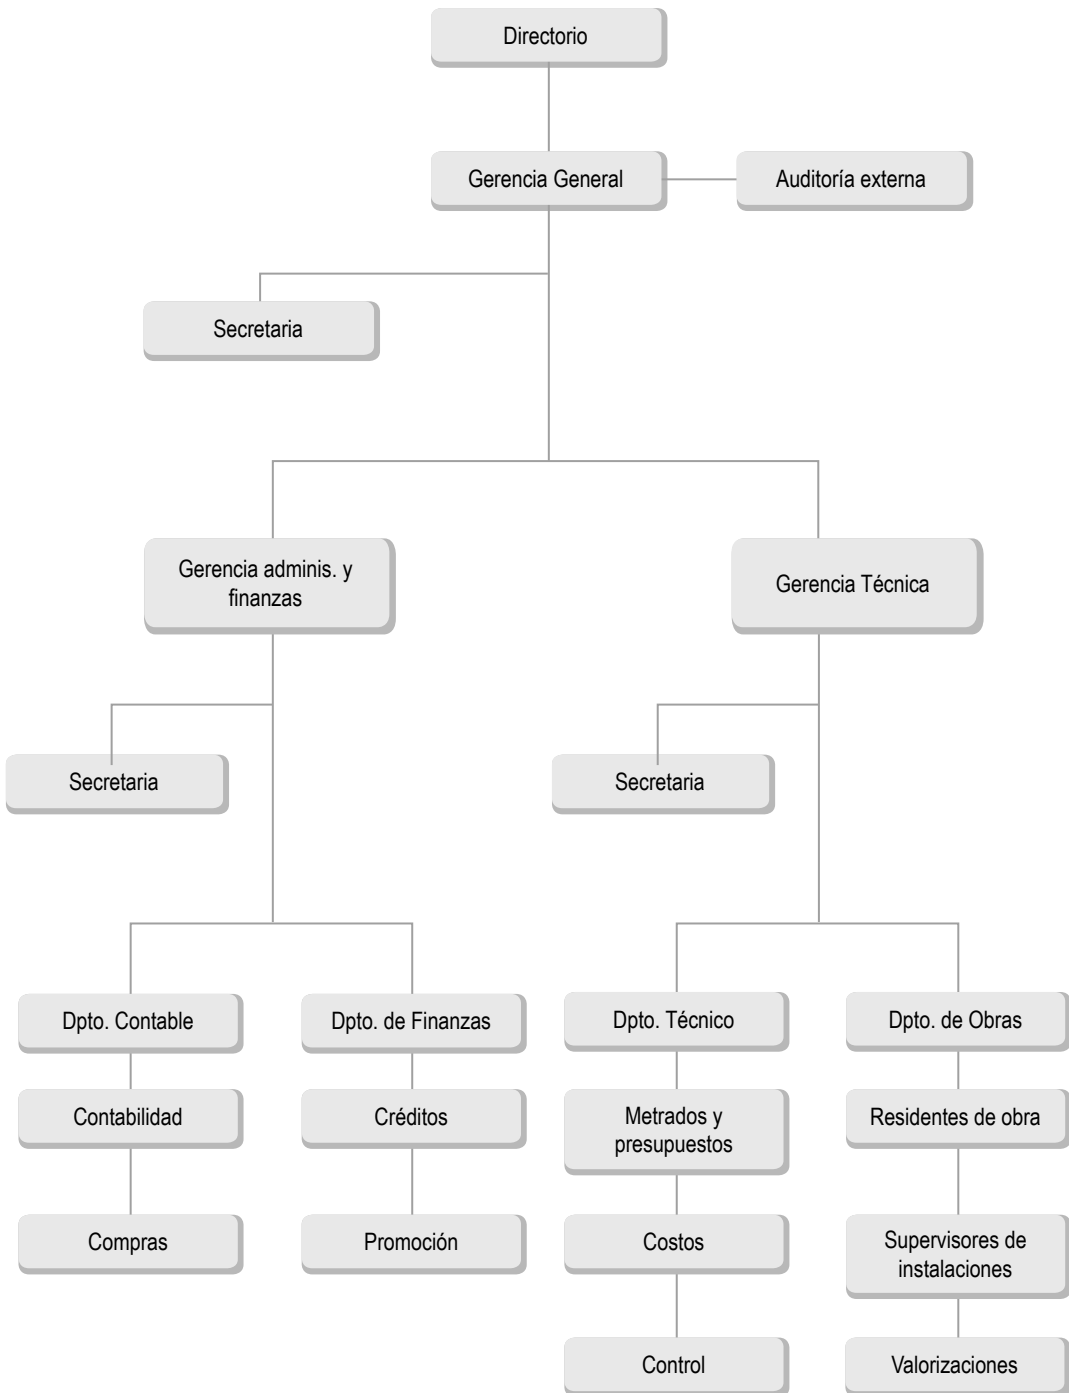 Directorio
Gerencia General
Auditoría externa
Secretaria
Gerencia adminis. y
finanzas
Gerencia Técnica
Secretaria
Secretaria
Dpto. Contable
Dpto. de Finanzas
Dpto. Técnico
Dpto. de Obras
Contabilidad
Créditos
Metrados y
presupuestos
Residentes de obra
Compras
Promoción
Costos
Supervisores de
instalaciones
Control
Valorizaciones